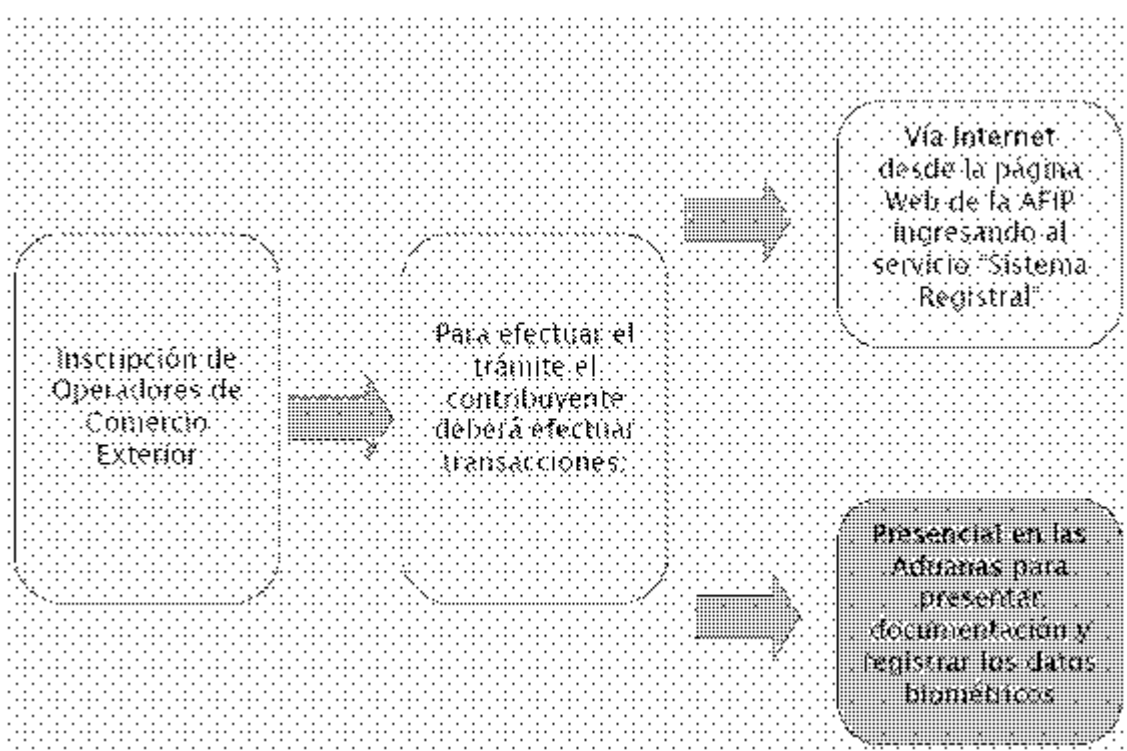 Inscripción de
Operadores de
Comercio
Exterior
Para efectuar el
trámite el
contribuyente
deberá efectuar
transacciones:
Vía Internet
desde la página
Web de la AFIP
ingresando al
servicio "Sistema
Registral"
Presencial en las
Aduanas para
presentar
documentación y
registrar los datos
biométricos